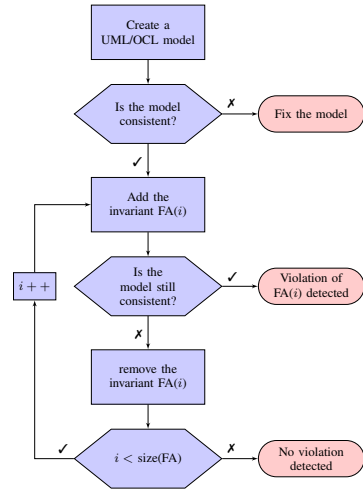 Create a
UML/OCL model
Is the model
consistent?
✗
Fix the model
✓
Add the
invariant FA(i)
i + +
Is the
model still
consistent?
✓
Violation of
FA(i) detected
✗
remove the
invariant FA(i)
✓
i < size(FA)
✗
No violation
detected